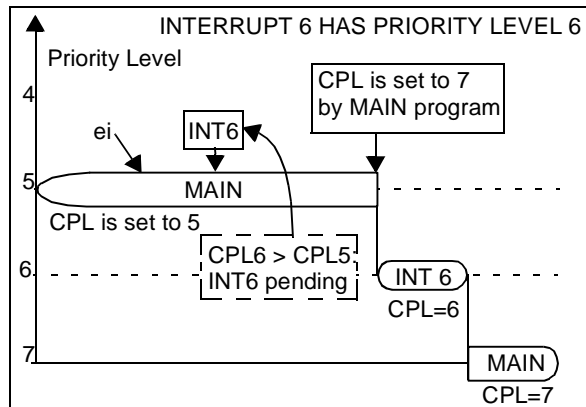 INTERRUPT 6 HAS PRIORITY LEVEL 6
Priority Level
CPL is set to 7
by MAIN program
4
ei
INT6
5
MAIN
CPL is set to 5
CPL6 > CPL5:
INT6 pending
6
INT 6
CPL=6
7
MAIN
CPL=7